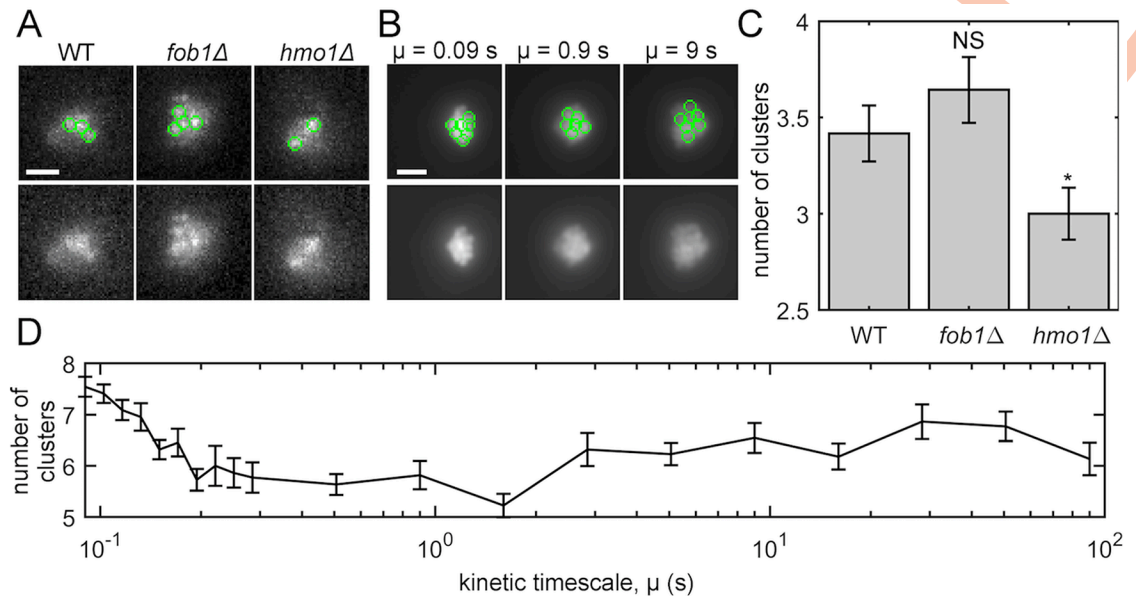 A
WT
fob1Δ
hmo1Δ
B
μ = 0.09 s
μ = 0.9 s
μ = 9 s
C
number of clusters
4
3.5
3
2.5
NS
*
WT
fob1Δ
hmo1Δ
D
number of
clusters
8
7
6
5
10⁻¹
10⁰
10¹
10²
kinetic timescale, μ (s)